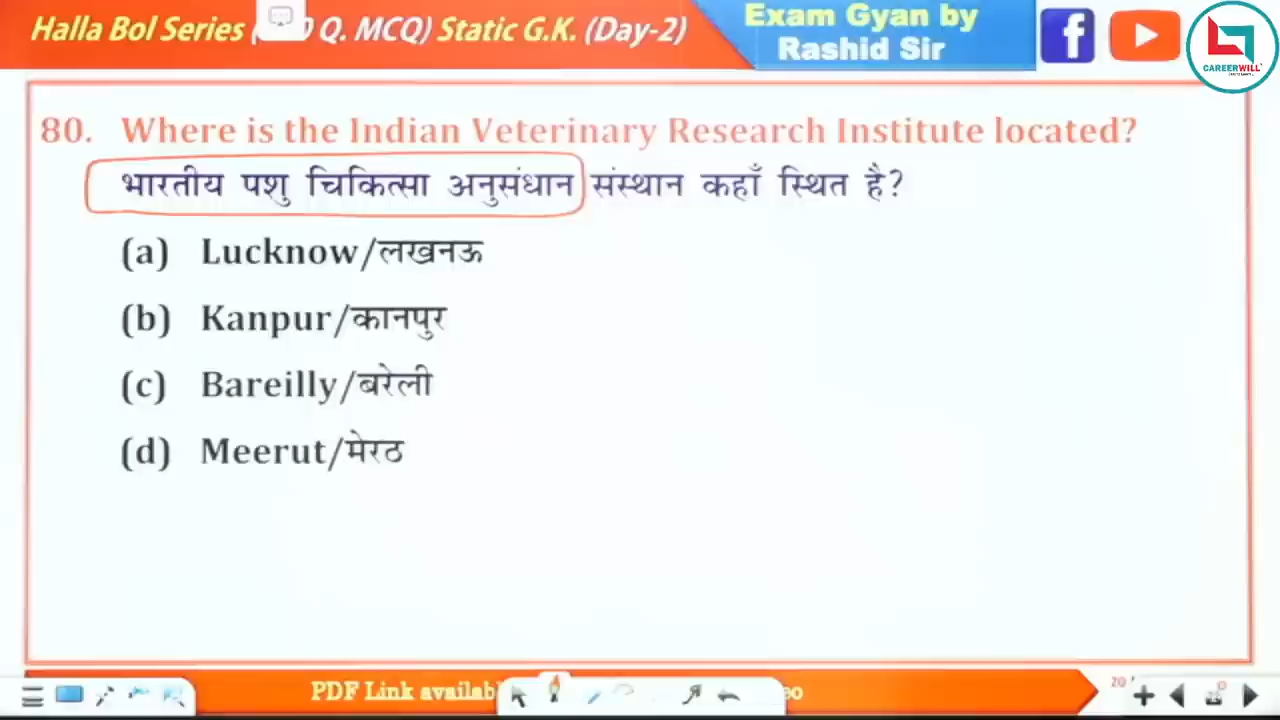 Halla Bol Series Q. MCQ) Static G.K. (Day-2)
Exam Gyan by
Rashid Sir
CAREERWILL
80. Where is the Indian Veterinary Research Institute located?
भारतीय पशु चिकित्सा अनुसंधान संस्थान कहाँ स्थित है?
(a) Lucknow/लखनऊ
(b) Kanpur/कानपुर
(c) Bareilly/बरेली
(d) Meerut/मेरठ
PDF Link